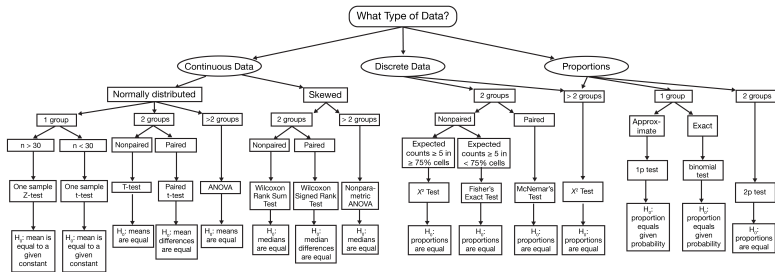 What Type of Data?
Continuous Data
Discrete Data
Proportions
Normally distributed
Skewed
2 groups
> 2 groups
1 group
2 groups
1 group
2 groups
>2 groups
2 groups
> 2 groups
Nonpaired
Paired
Approx-
imate
Exact
n > 30
n < 30
Nonpaired
Paired
Nonpaired
Paired
Expected
counts ≥ 5 in
≥ 75% cells
Expected
counts ≥ 5 in
< 75% cells
One sample
Z-test
One sample
t-test
T-test
Paired
t-test
ANOVA
Wilcoxon
Rank Sum
Test
Wilcoxon
Signed Rank
Test
Nonpara-
metric
ANOVA
X² Test
Fisher's
Exact Test
McNemar's
Test
X² Test
1p test
binomial
test
2p test
H₀: mean is
equal to a
given
constant
H₀: mean is
equal to a
given
constant
H₀: means
are equal
H₀: mean
differences
are equal
H₀: means
are equal
H₀:
medians
are equal
H₀:
median
differences
are equal
H₀:
medians
are equal
H₀:
proportions
are equal
H₀:
proportions
are equal
H₀:
proportions
are equal
H₀:
proportions
are equal
H₀:
proportion
equals
given
probability
H₀:
proportion
equals
given
probability
H₀:
proportions
are equal